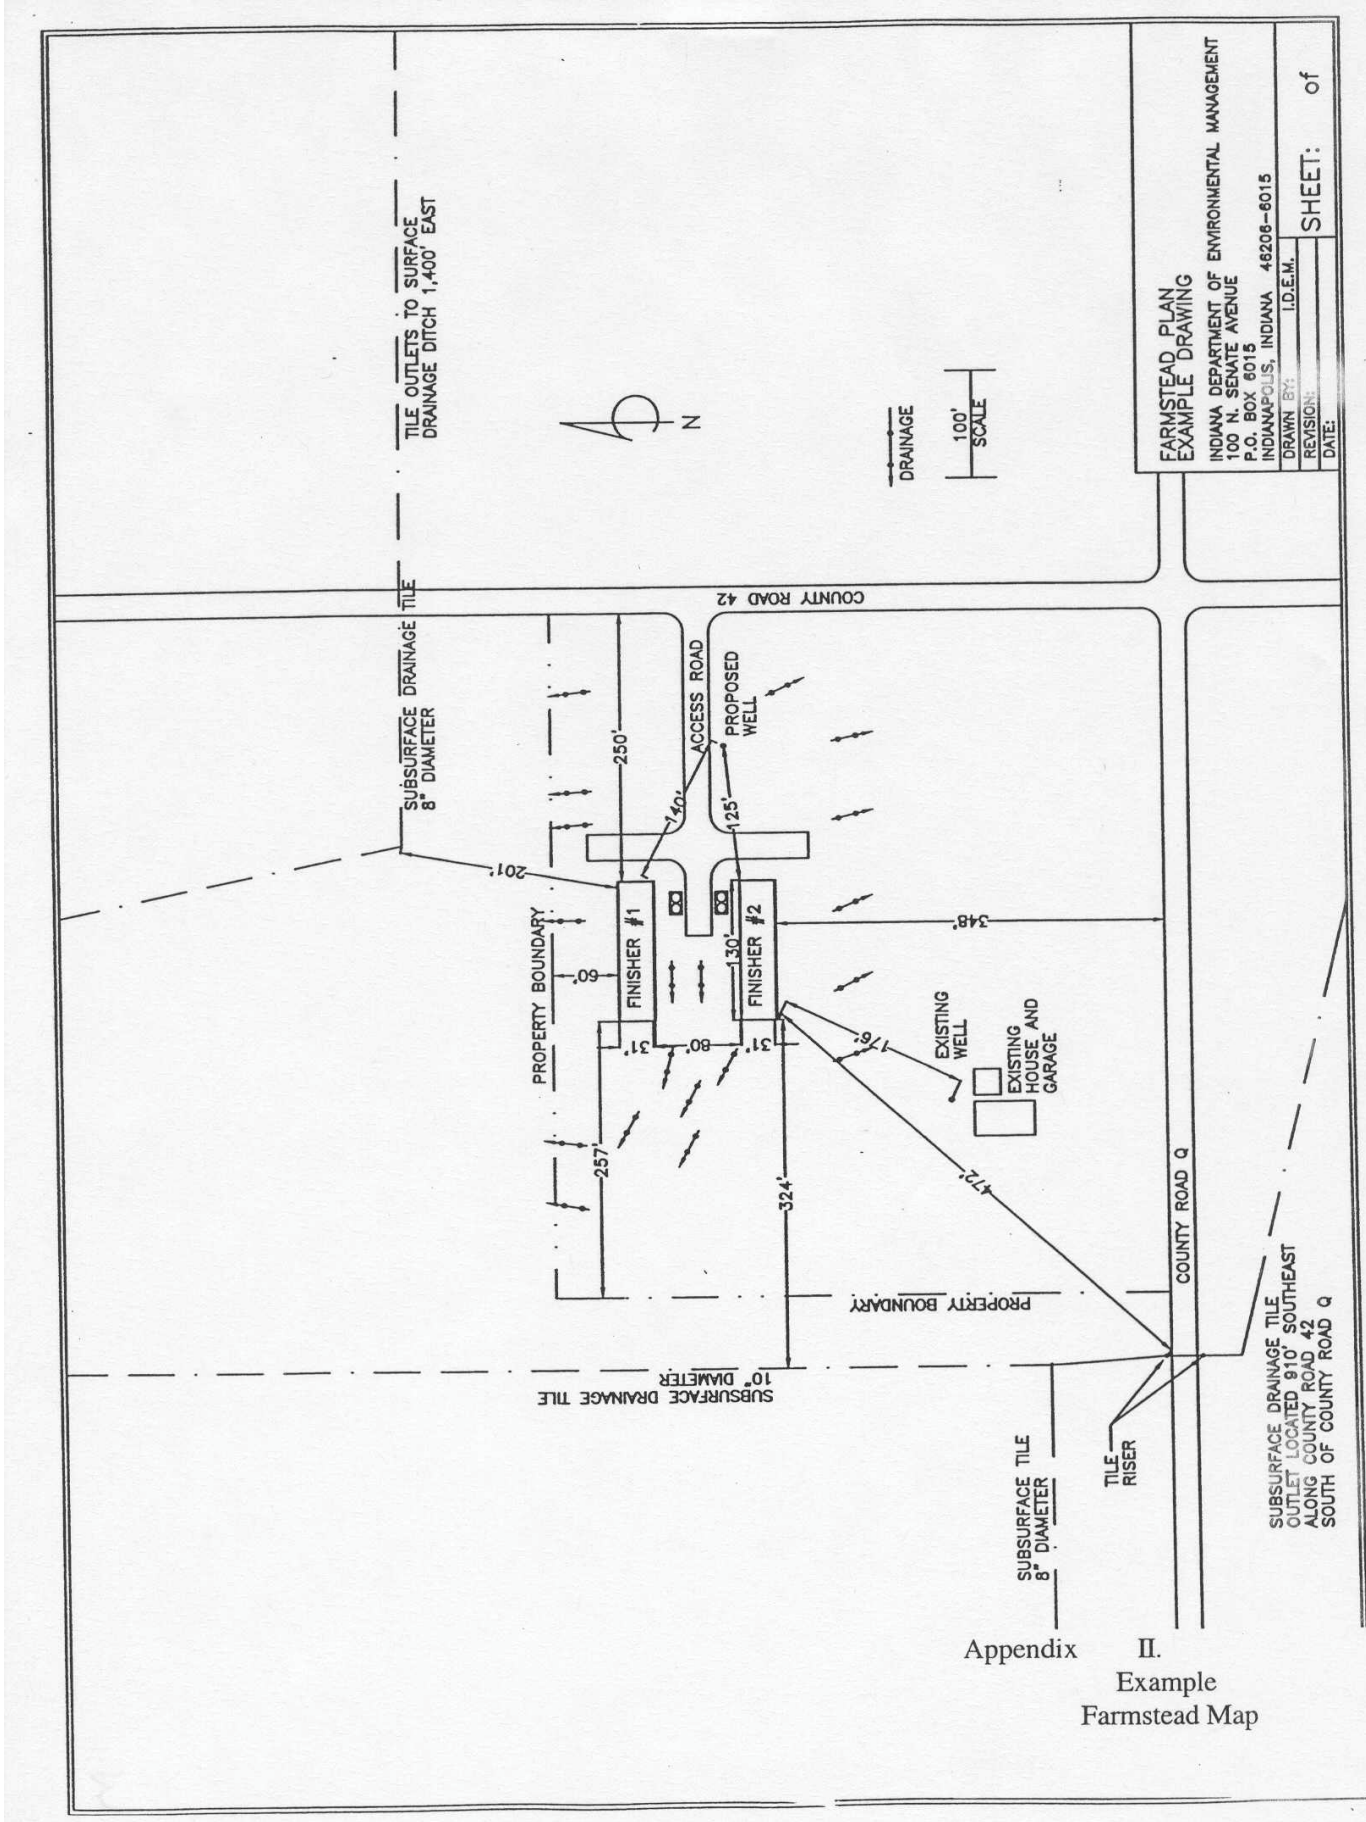 TILE OUTLETS TO SURFACE
DRAINAGE DITCH 1,400' EAST
SUBSURFACE DRAINAGE TILE
8" DIAMETER
201'
PROPERTY BOUNDARY
60'
250'
257'
FINISHER #1
31'
80'
31'
130'
FINISHER #2
140'
125'
ACCESS ROAD
PROPOSED
WELL
COUNTY ROAD 42
N
DRAINAGE
100'
SCALE
348'
176'
EXISTING
WELL
EXISTING
HOUSE AND
GARAGE
472'
324'
PROPERTY BOUNDARY
SUBSURFACE DRAINAGE TILE
10" DIAMETER
SUBSURFACE TILE
8" DIAMETER
TILE
RISER
COUNTY ROAD Q
SUBSURFACE DRAINAGE TILE
OUTLET LOCATED 910' SOUTHEAST
ALONG COUNTY ROAD 42
SOUTH OF COUNTY ROAD Q
FARMSTEAD PLAN
EXAMPLE DRAWING
INDIANA DEPARTMENT OF ENVIRONMENTAL MANAGEMENT
100 N. SENATE AVENUE
P.O. BOX 6015
INDIANAPOLIS, INDIANA 46206-6015
DRAWN BY: I.D.E.M.
REVISION:
DATE:
SHEET: of
Appendix II.
Example
Farmstead Map